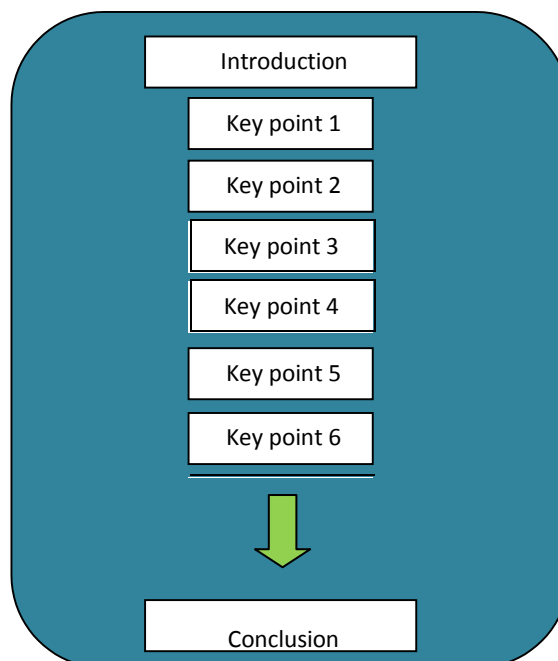 Introduction
Key point 1
Key point 2
Key point 3
Key point 4
Key point 5
Key point 6
Conclusion